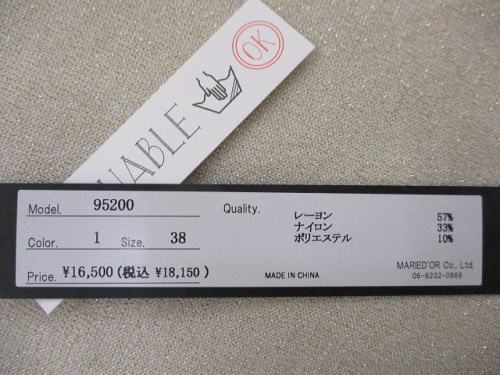 OK
UABLE
Model. 95200
Color. 1 Size. 38
Price. ¥16,500(税込 ¥18,150)
Quality.
レーヨン 57%
ナイロン 33%
ポリエステル 10%
MADE IN CHINA
MARIED'OR Co., Ltd.
06-6232-0868